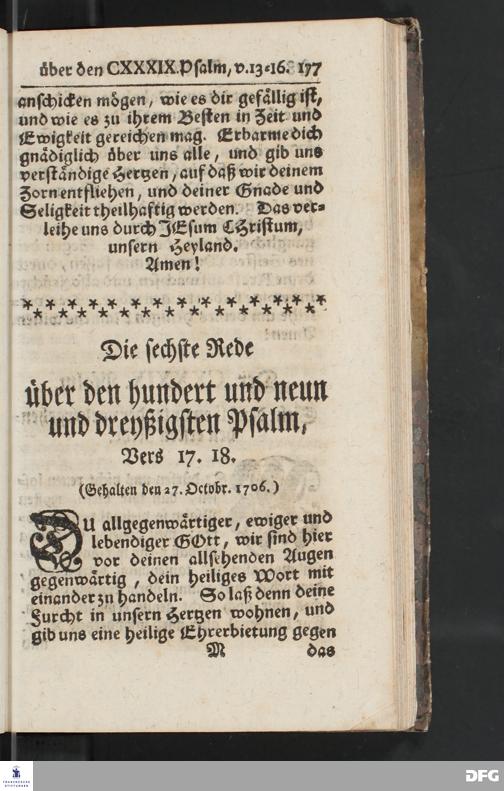 über den CXXXIX. Psalm, v. 13-16. 177
anschicken mögen, wie es dir gefällig ist,
und wie es zu ihrem Besten in Zeit und
Ewigkeit gereichen mag. Erbarme dich
gnädiglich über uns alle, und gib uns
verständige Hertzen, auf daß wir deinem
Zorn entfliehen, und deiner Gnade und
Seligkeit theilhaftig werden. Das ver-
leihe uns durch JEsum CHristum,
unsern Heyland.
Amen!
Die sechste Rede
über den hundert und neun
und dreyßigsten Psalm,
Vers 17. 18.
(Gehalten den 27. Octobr. 1706.)
DU allgegenwärtiger, ewiger und
lebendiger GOtt, wir sind hier
vor deinen allsehenden Augen
gegenwärtig, dein heiliges Wort mit
einander zu handeln. So laß denn deine
Furcht in unsern Hertzen wohnen, und
gib uns eine heilige Ehrerbietung gegen
M das
FRANCKESCHE
STIFTUNGEN
DFG